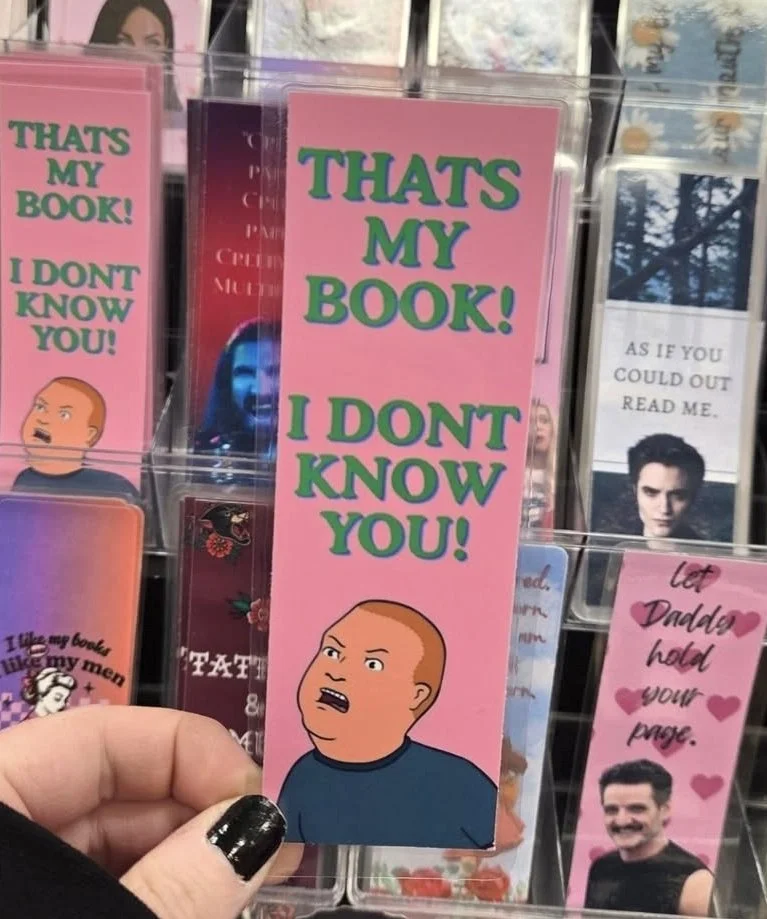 THATS
MY
BOOK!
I DONT
KNOW
YOU!
THATS
MY
BOOK!
I DONT
KNOW
YOU!
AS IF YOU
COULD OUT
READ ME.
I like my books
like my men
&
let
Daddy
hold
your
page.